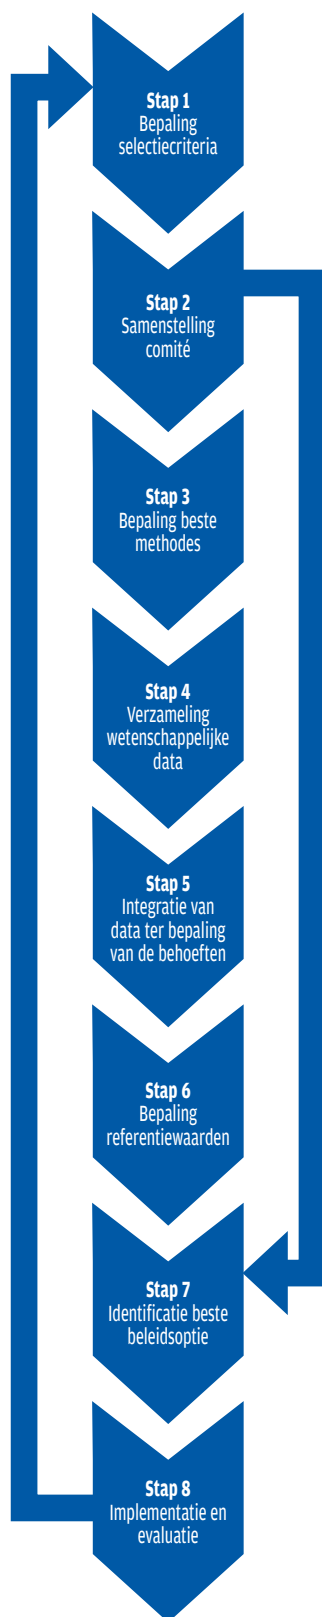 Stap 1
Bepaling
selectiecriteria
Stap 2
Samenstelling
comité
Stap 3
Bepaling beste
methodes
Stap 4
Verzameling
wetenschappelijke
data
Stap 5
Integratie van
data ter bepaling
van de behoeften
Stap 6
Bepaling
referentiewaarden
Stap 7
Identificatie beste
beleidsoptie
Stap 8
Implementatie en
evaluatie